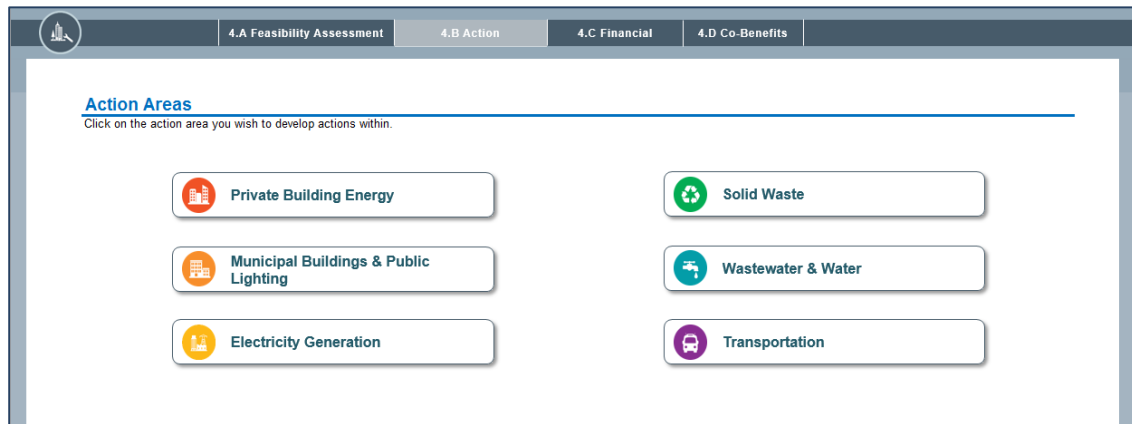 4.A Feasibility Assessment
4.B Action
4.C Financial
4.D Co-Benefits
Action Areas
Click on the action area you wish to develop actions within.
Private Building Energy
Solid Waste
Municipal Buildings & Public
Lighting
Wastewater & Water
Electricity Generation
Transportation